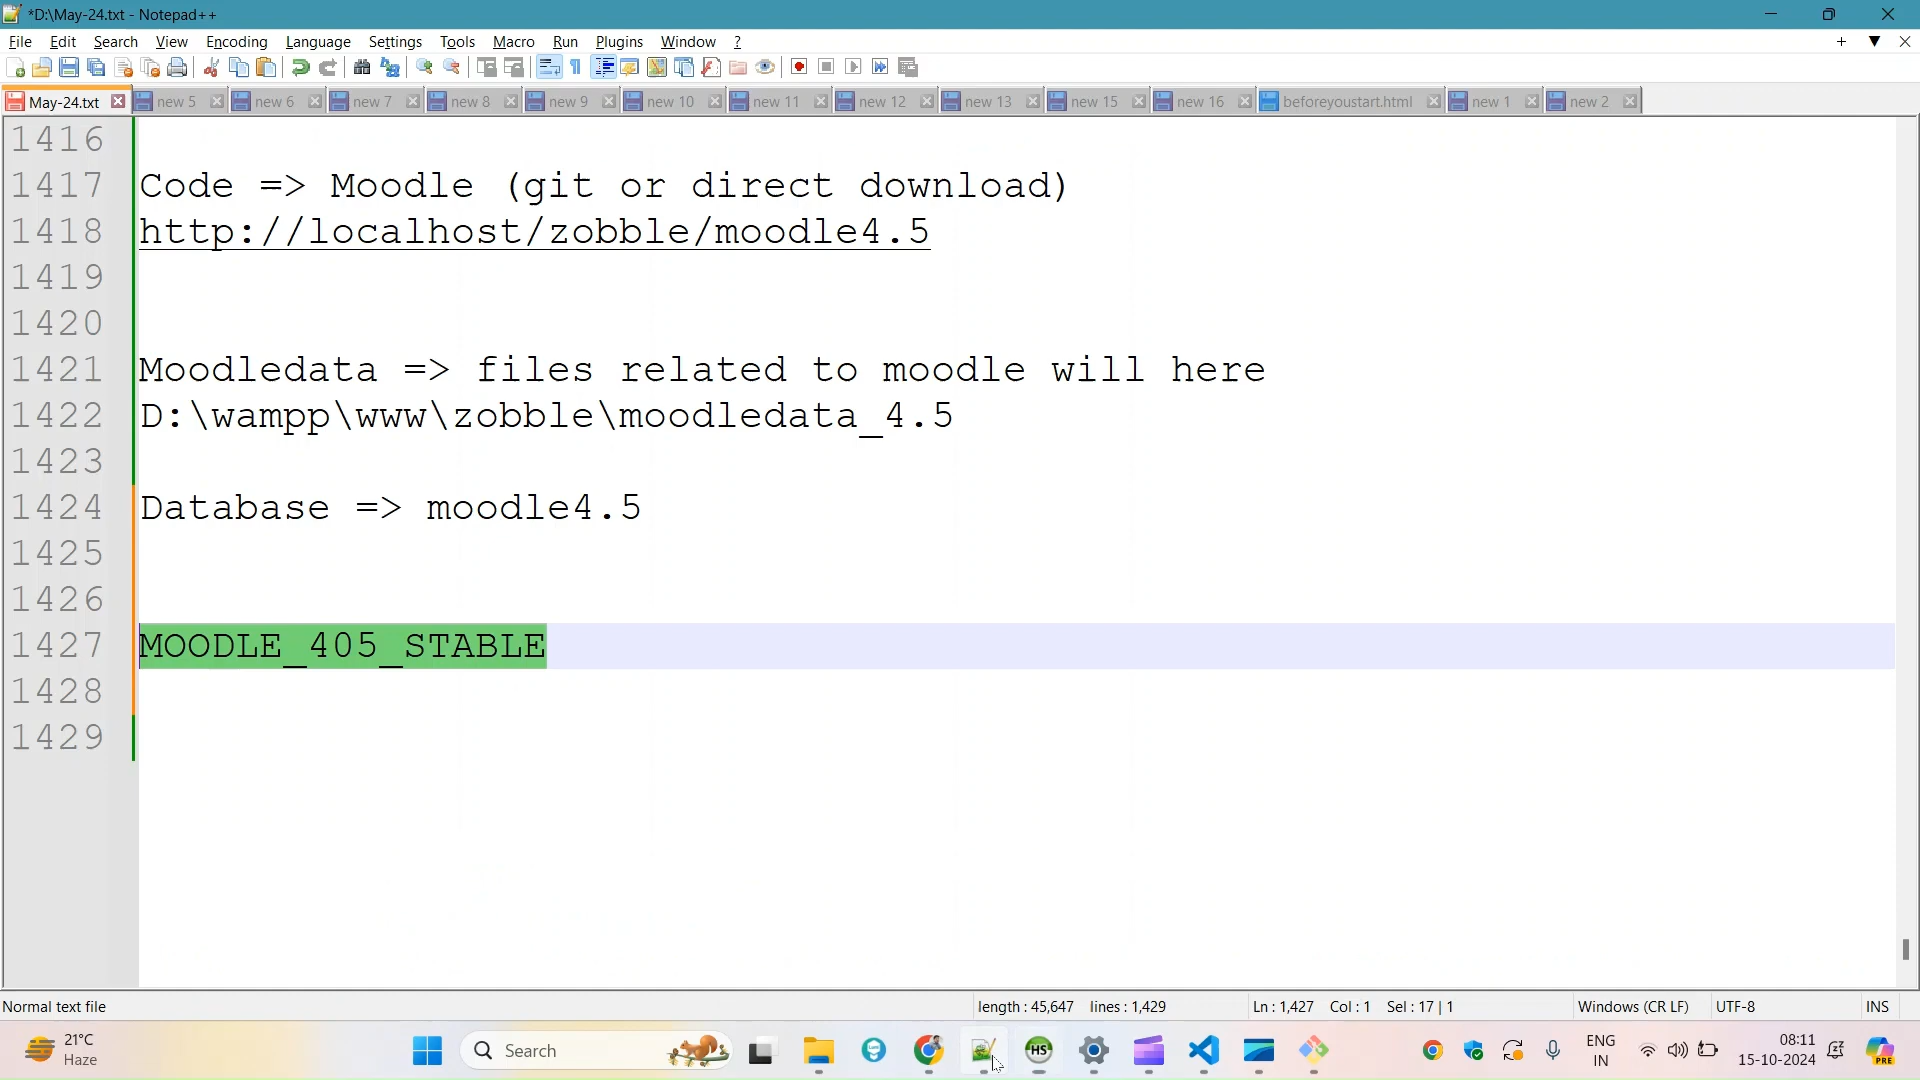 *D:\May-24.txt - Notepad++
File Edit Search View Encoding Language Settings Tools Macro Run Plugins Window ?
May-24.txt new 5 new 6 new 7 new 8 new 9 new 10 new 11 new 12 new 13 new 15 new 16 beforeyoustart.html new 1 new 2
1416
1417 Code => Moodle (git or direct download)
1418 http://localhost/zobble/moodle4.5
1419
1420
1421 Moodledata => files related to moodle will here
1422 D:\wampp\www\zobble\moodledata_4.5
1423
1424 Database => moodle4.5
1425
1426
1427 MOODLE_405_STABLE
1428
1429
Normal text file length : 45,647 lines : 1,429 Ln : 1,427 Col : 1 Sel : 17 | 1 Windows (CR LF) UTF-8 INS
21°C
Haze
Search
HS
ENG
IN
08:11
15-10-2024
PRE